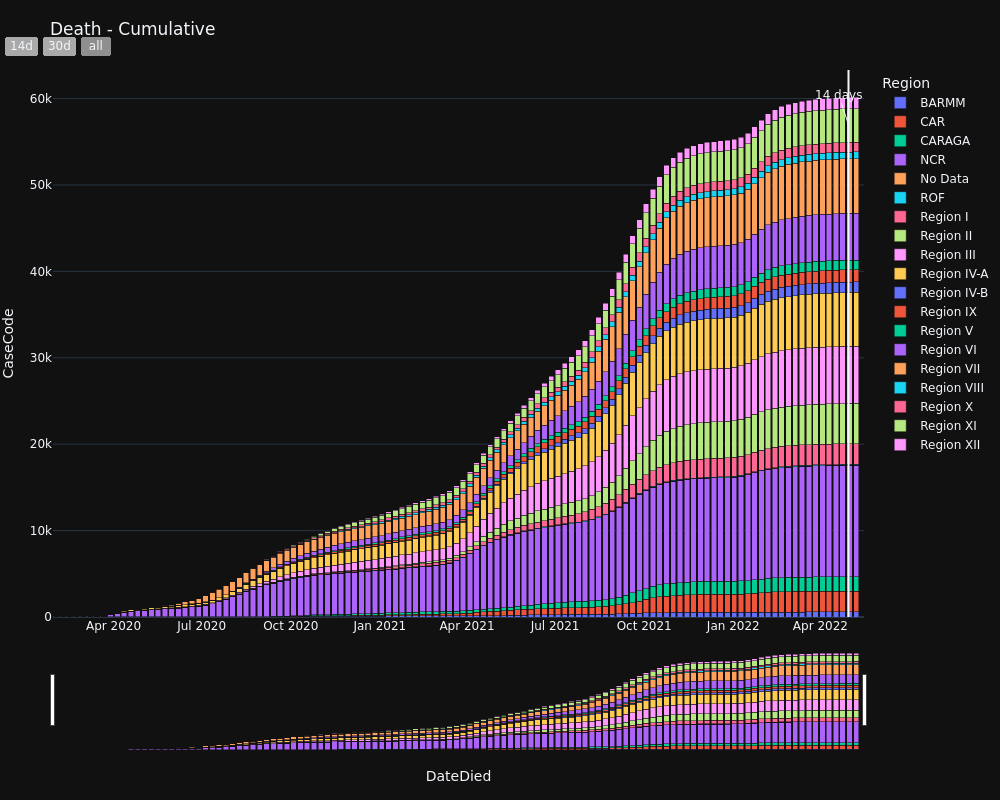 Death - Cumulative
14d 30d all
Region
14 days
BARMM
CAR
CARAGA
NCR
No Data
ROF
Region I
Region II
Region III
Region IV-A
Region IV-B
Region IX
Region V
Region VI
Region VII
Region VIII
Region X
Region XI
Region XII
CaseCode
60k
50k
40k
30k
20k
10k
0
Apr 2020 Jul 2020 Oct 2020 Jan 2021 Apr 2021 Jul 2021 Oct 2021 Jan 2022 Apr 2022
DateDied